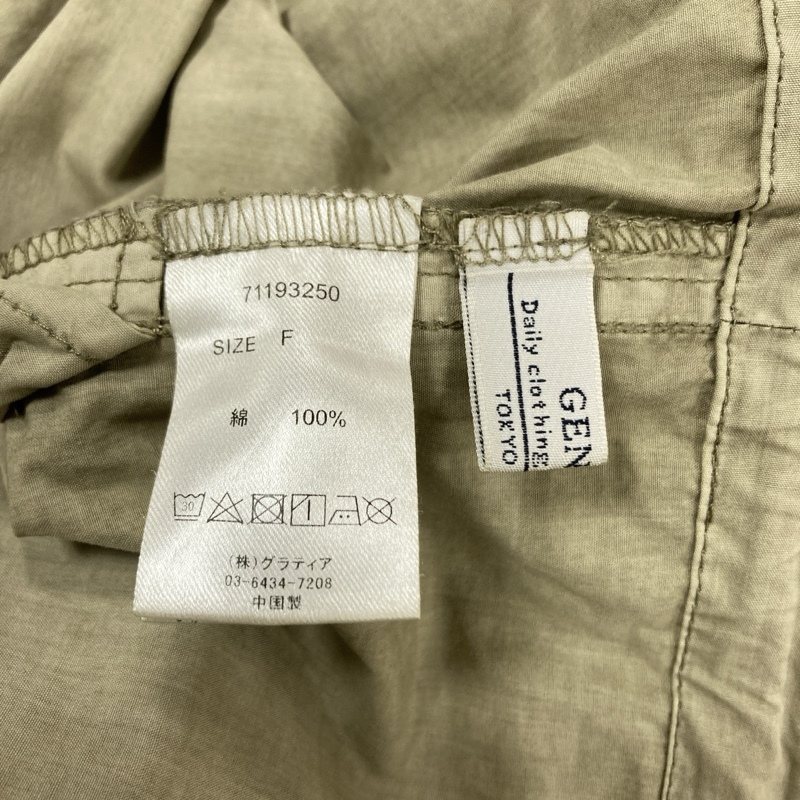 71193250
SIZE F
綿 100%
30
(株)グラティア
03-6434-7208
中国製
GEN
Daily clothing
TOKYO